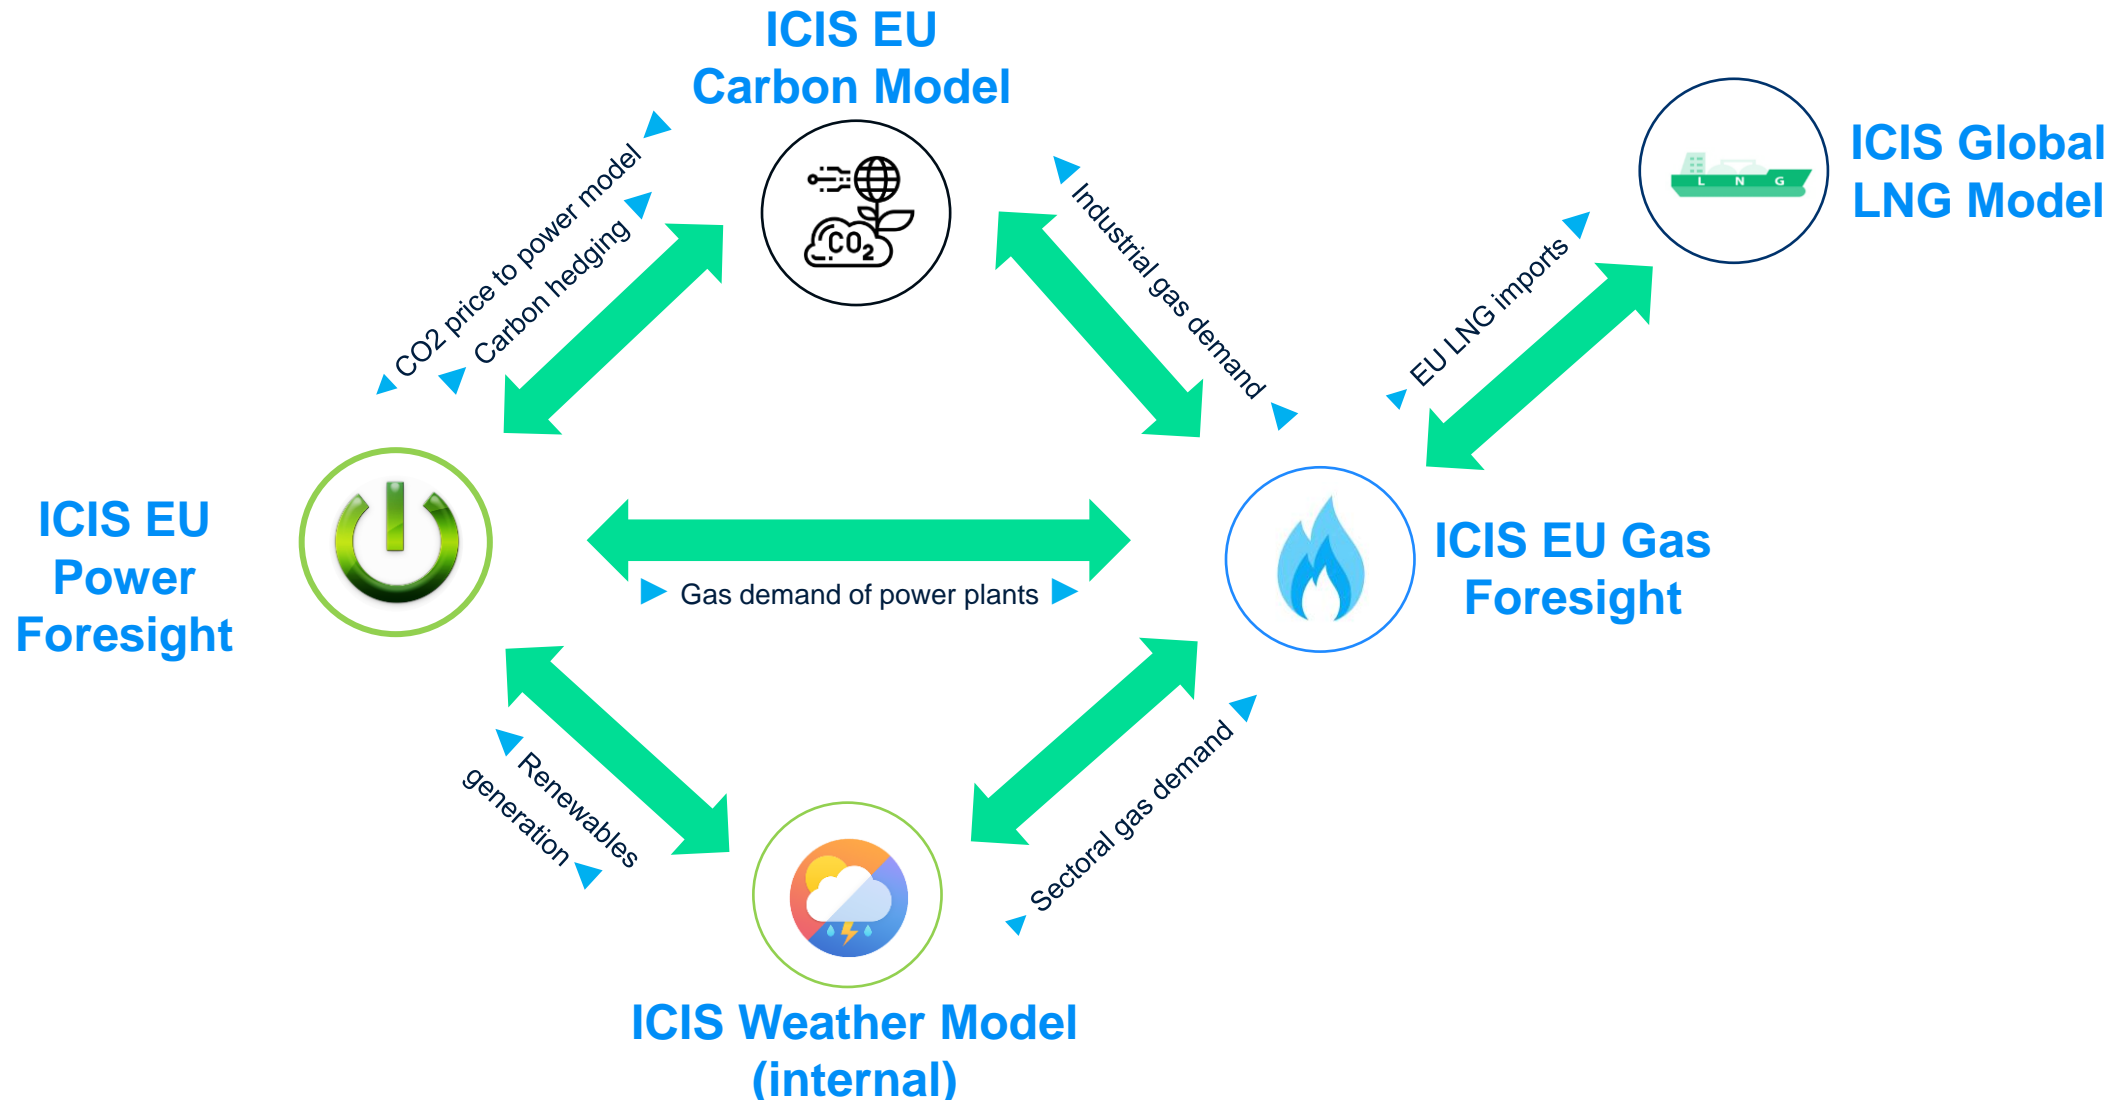 ICIS EU
Carbon Model
CO2 price to power model
Carbon hedging
CO2
Industrial gas demand
L N G
ICIS Global
LNG Model
EU LNG imports
ICIS EU
Power
Foresight
Gas demand of power plants
ICIS EU Gas
Foresight
Renewables
generation
Sectoral gas demand
ICIS Weather Model
(internal)